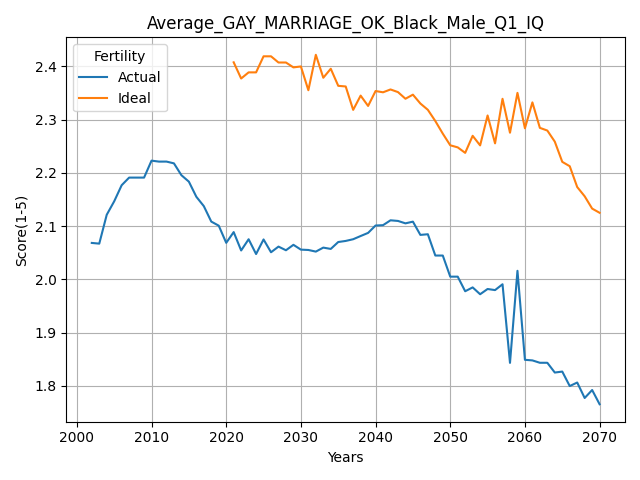 Average_GAY_MARRIAGE_OK_Black_Male_Q1_IQ
Fertility
Actual
Ideal
Score(1-5)
2.4
2.3
2.2
2.1
2.0
1.9
1.8
2000 2010 2020 2030 2040 2050 2060 2070
Years